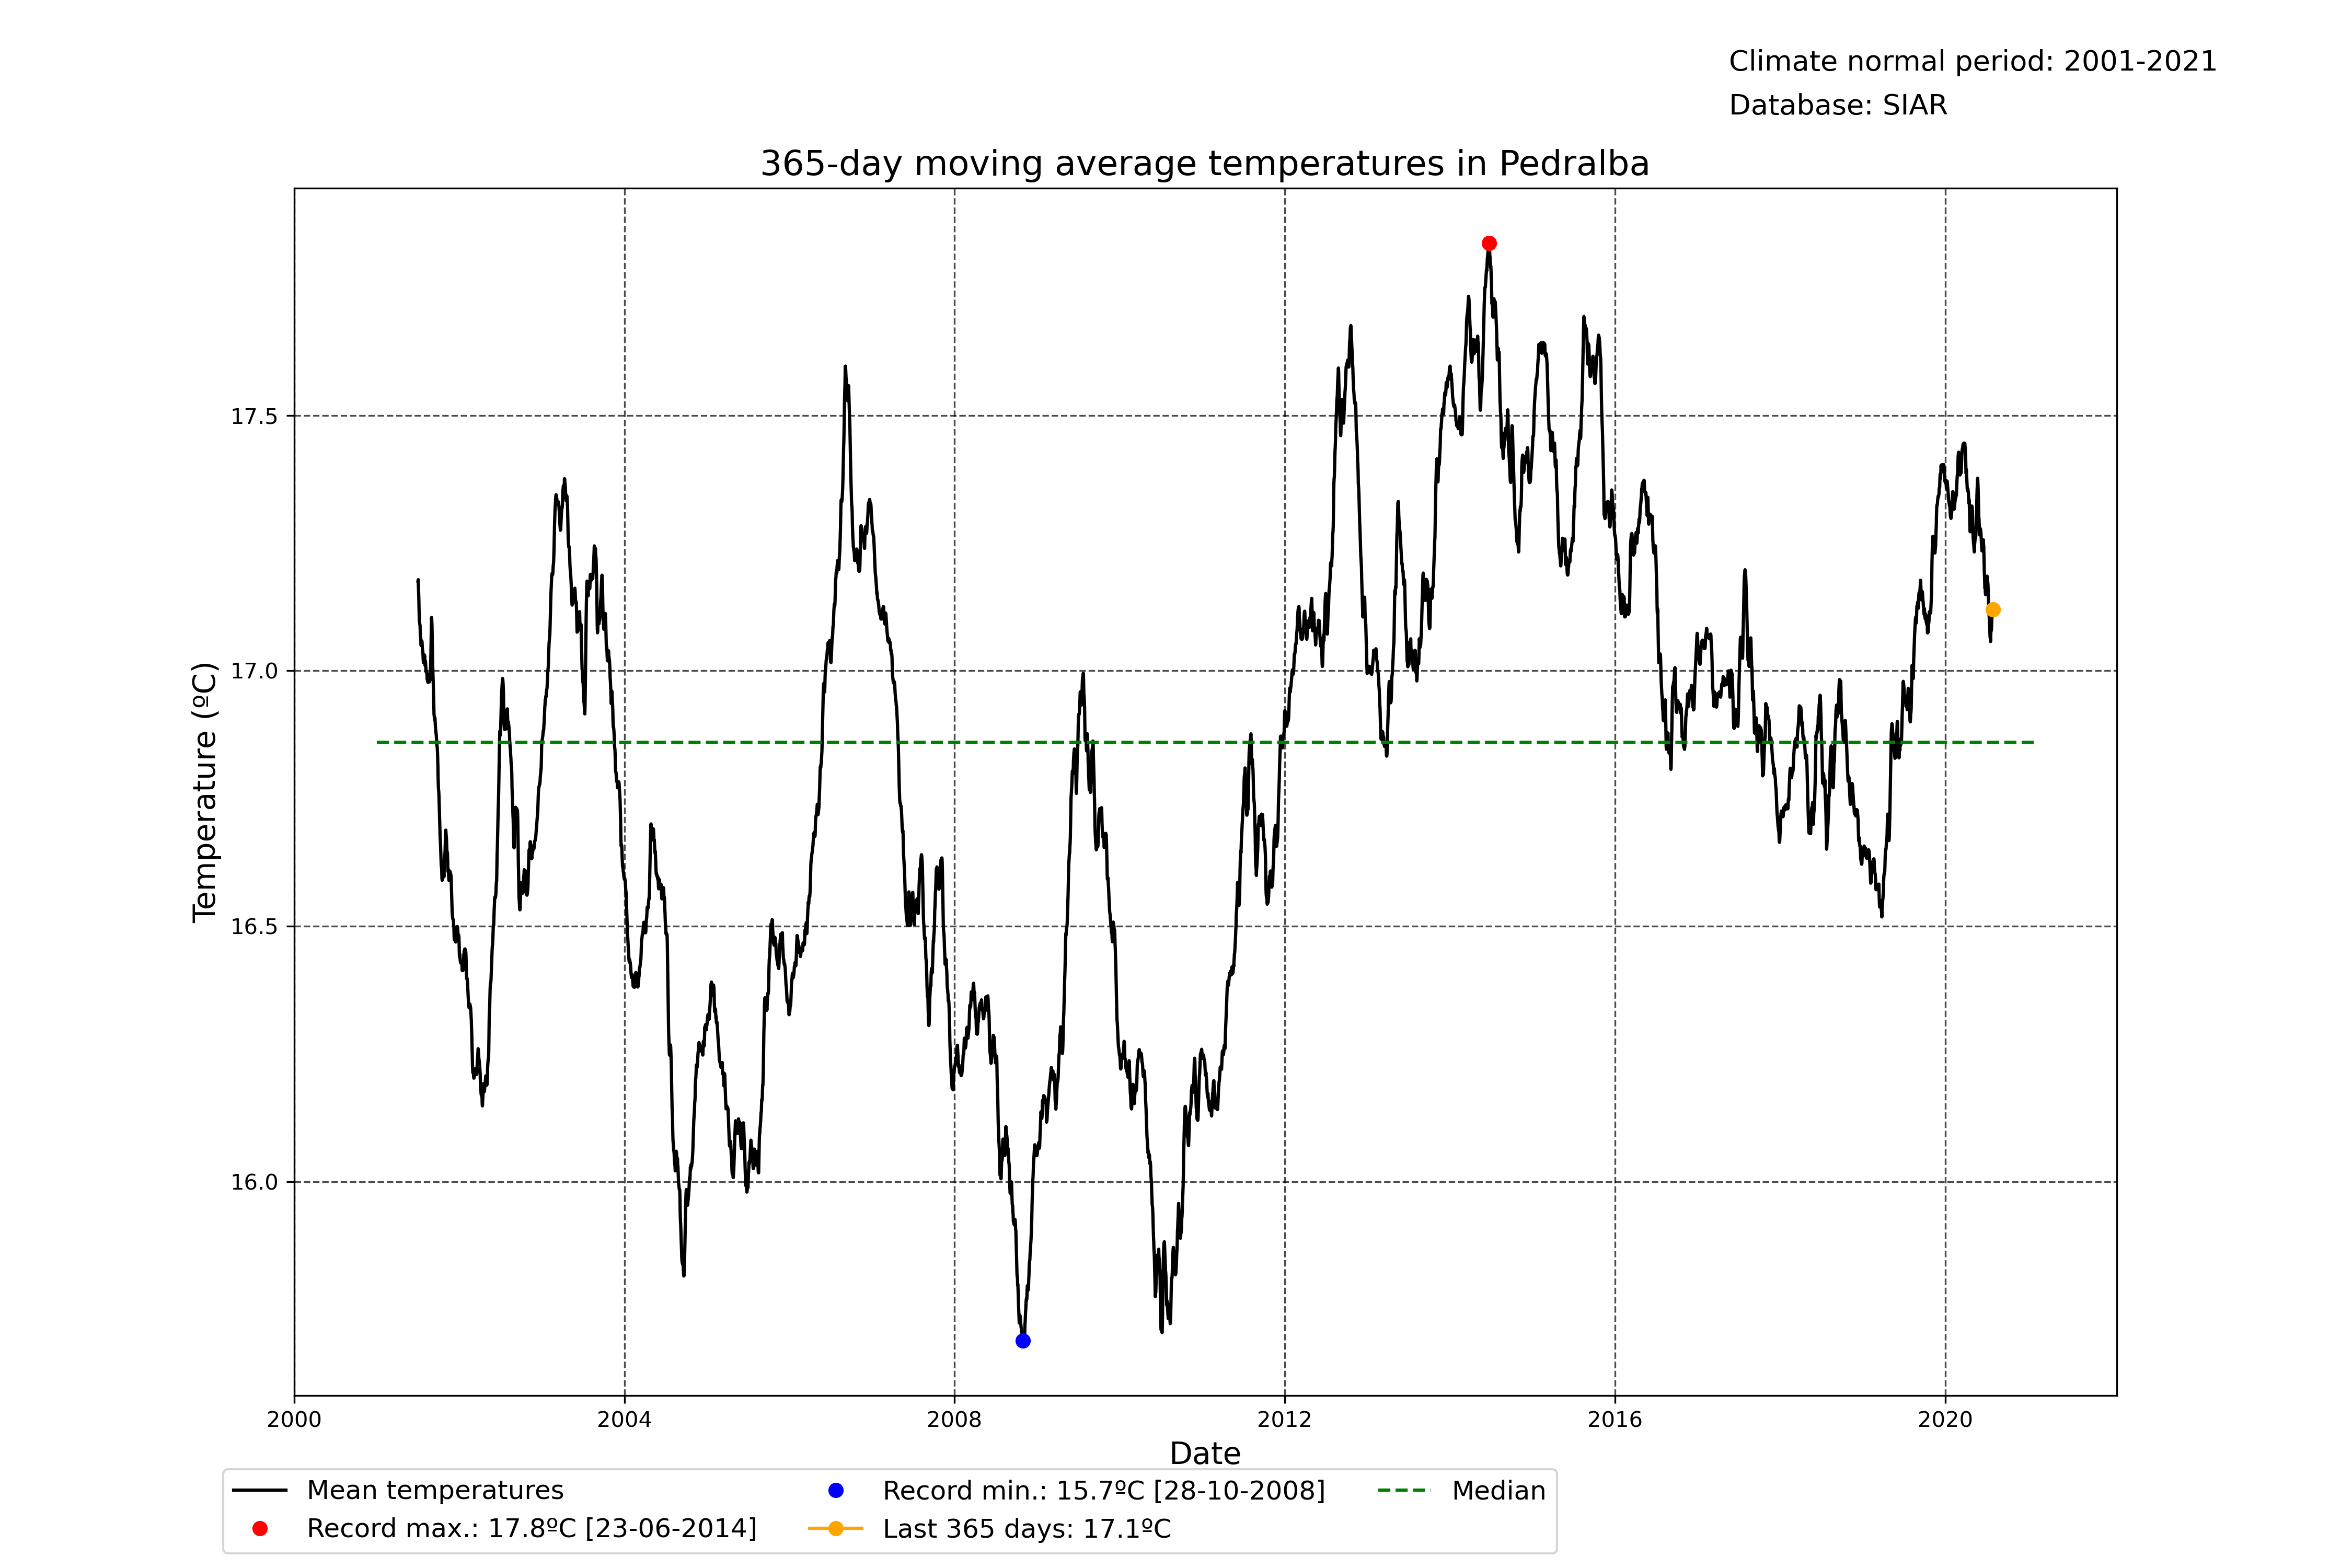 Climate normal period: 2001-2021
Database: SIAR
365-day moving average temperatures in Pedralba
17.5
17.0
16.5
16.0
Temperature (ºC)
2000 2004 2008 2012 2016 2020
Date
Mean temperatures
Record max.: 17.8ºC [23-06-2014]
Record min.: 15.7ºC [28-10-2008]
Last 365 days: 17.1ºC
Median